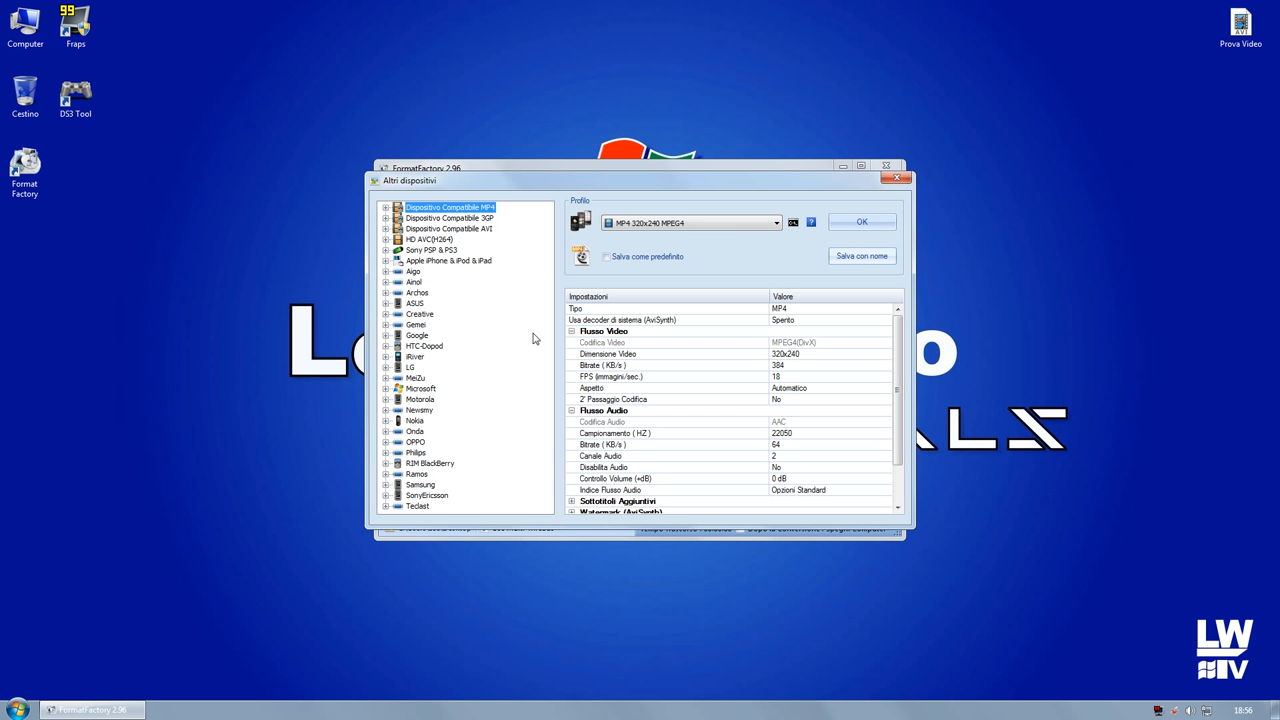 Computer
99
Fraps
Cestino
DS3 Tool
Format
Factory
Prova Video
FormatFactory 2.96
Altri dispositivi
Dispositivo Compatibile MP4
Dispositivo Compatibile 3GP
Dispositivo Compatibile AVI
HD AVC(H264)
Sony PSP & PS3
Apple iPhone & iPod & iPad
Aigo
Ainol
Archos
ASUS
Creative
Gemei
Google
HTC-Dopod
iRiver
LG
MeiZu
Microsoft
Motorola
Newsmy
Nokia
Onda
OPPO
Philips
RIM BlackBerry
Ramos
Samsung
SonyEricsson
Teclast
Profilo
MP4 320x240 MPEG4
OK
Salva come predefinito
Salva con nome
Impostazioni Valore
Tipo MP4
Usa decoder di sistema (AviSynth) Spento
Flusso Video
Codifica Video MPEG4(DivX)
Dimensione Video 320x240
Bitrate ( KB/s ) 384
FPS (immagini/sec.) 18
Aspetto Automatico
2' Passaggio Codifica No
Flusso Audio
Codifica Audio AAC
Campionamento ( HZ ) 22050
Bitrate ( KB/s ) 64
Canale Audio 2
Disabilita Audio No
Controllo Volume (+dB) 0 dB
Indice Flusso Audio Opzioni Standard
Sottotitoli Aggiuntivi
Watermark (AviSynth)
LW
FormatFactory 2.96
18:56